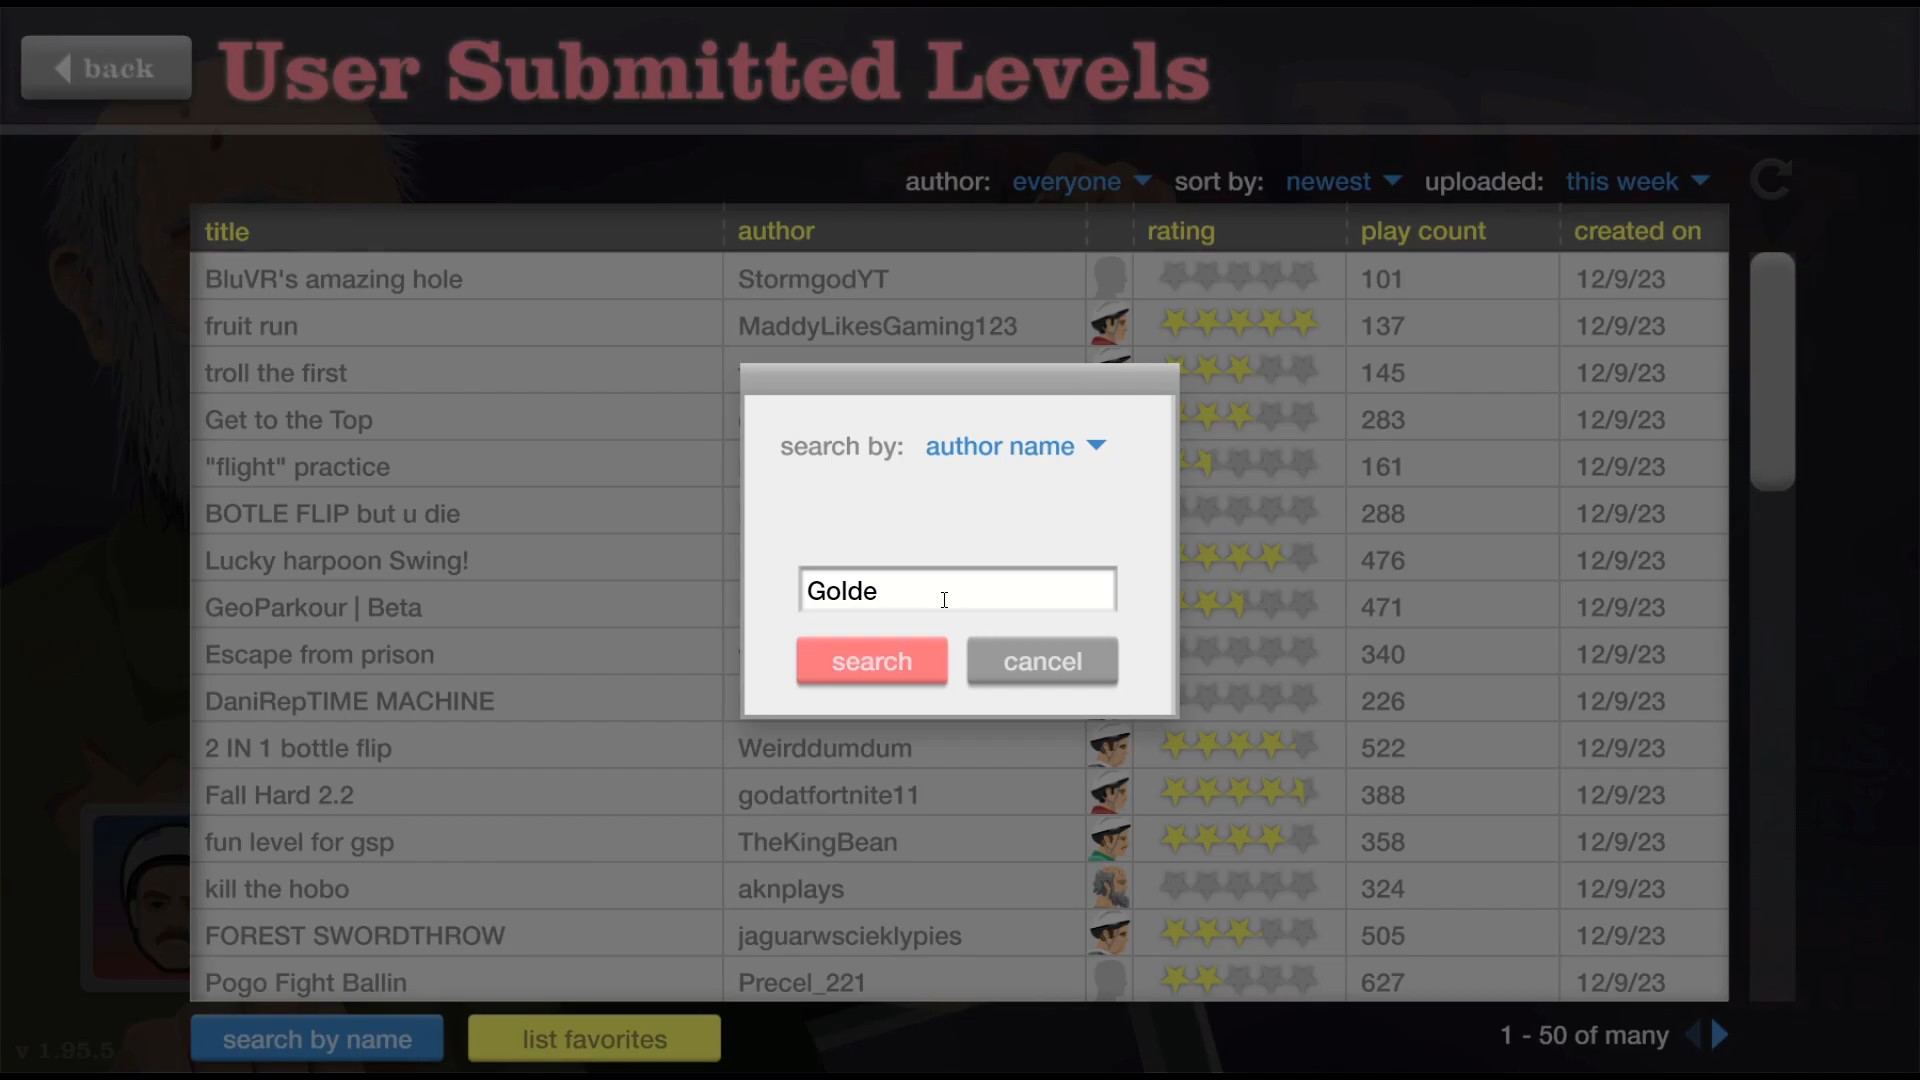 back
User Submitted Levels
author: everyone sort by: newest uploaded: this week
title author rating play count created on
BluVR's amazing hole StormgodYT 101 12/9/23
fruit run MaddyLikesGaming123 137 12/9/23
troll the first 145 12/9/23
Get to the Top 283 12/9/23
"flight" practice 161 12/9/23
BOTLE FLIP but u die 288 12/9/23
Lucky harpoon Swing! 476 12/9/23
GeoParkour | Beta 471 12/9/23
Escape from prison 340 12/9/23
DaniRepTIME MACHINE 226 12/9/23
2 IN 1 bottle flip Weirddumdum 522 12/9/23
Fall Hard 2.2 godatfortnite11 388 12/9/23
fun level for gsp TheKingBean 358 12/9/23
kill the hobo aknplays 324 12/9/23
FOREST SWORDTHROW jaguarwscieklypies 505 12/9/23
Pogo Fight Ballin Precel_221 627 12/9/23
search by: author name
Golde
search cancel
v 1.95.5 search by name list favorites 1 - 50 of many